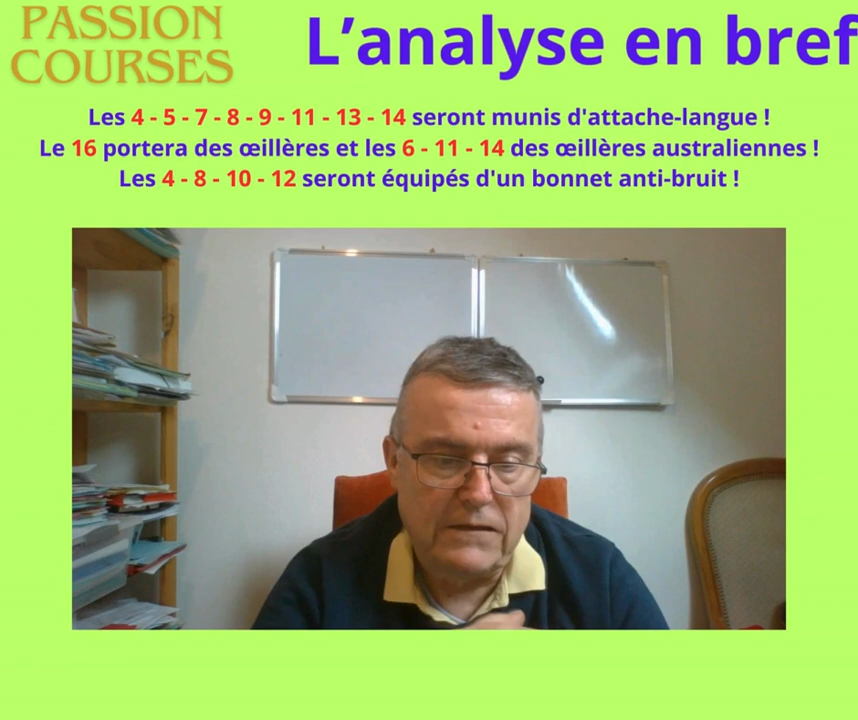 PASSION
COURSES
L’analyse en bref
Les 4 - 5 - 7 - 8 - 9 - 11 - 13 - 14 seront munis d'attache-langue !
Le 16 portera des œillères et les 6 - 11 - 14 des œillères australiennes !
Les 4 - 8 - 10 - 12 seront équipés d'un bonnet anti-bruit !